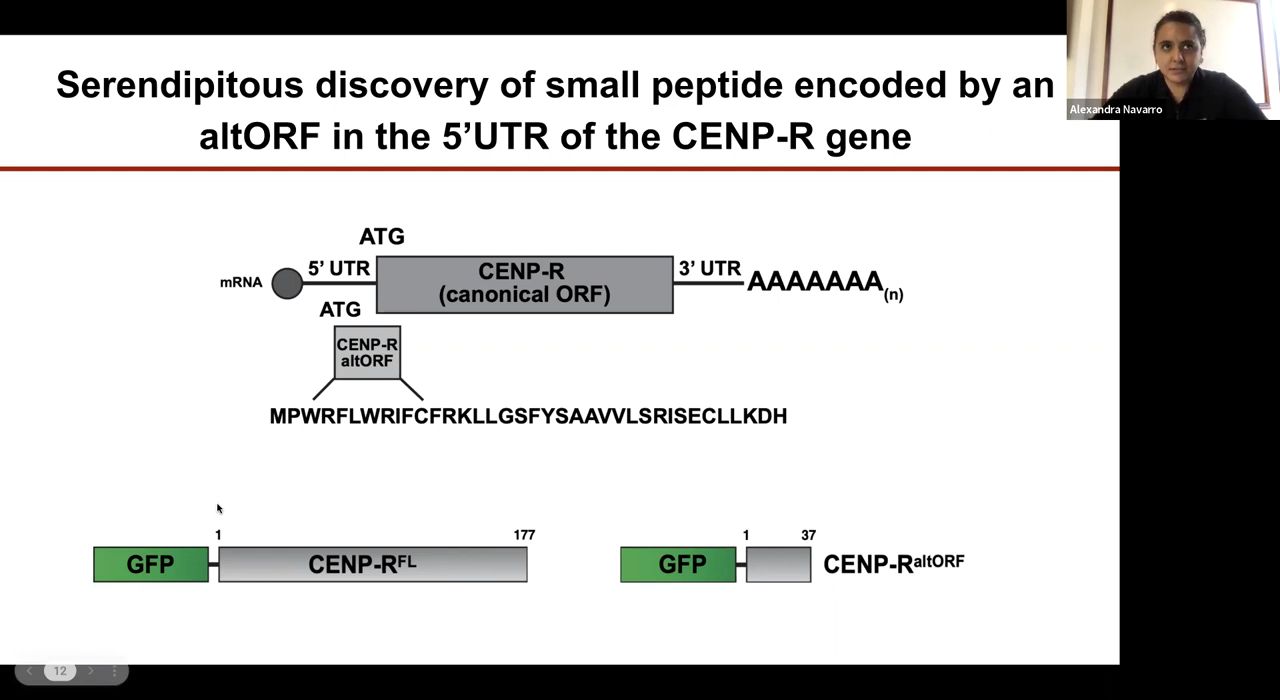 Serendipitous discovery of small peptide encoded by an
altORF in the 5’UTR of the CENP-R gene
Alexandra Navarro
ATG
mRNA
5’ UTR
CENP-R
(canonical ORF)
3’ UTR
AAAAAAA(n)
ATG
CENP-R
altORF
MPWRFLWRIFCFRKLLGSFYSAAVVLSRISECLLKDH
1
177
GFP
CENP-RFL
1
37
GFP
CENP-RaltORF
12